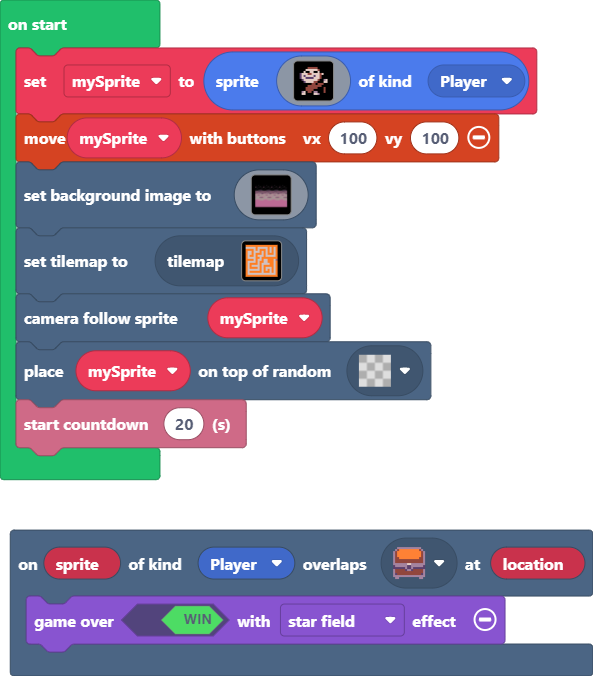 on start
set mySprite to sprite of kind Player
move mySprite with buttons vx 100 vy 100
set background image to
set tilemap to tilemap
camera follow sprite mySprite
place mySprite on top of random
start countdown 20 (s)
on sprite of kind Player overlaps at location
game over WIN with star field effect